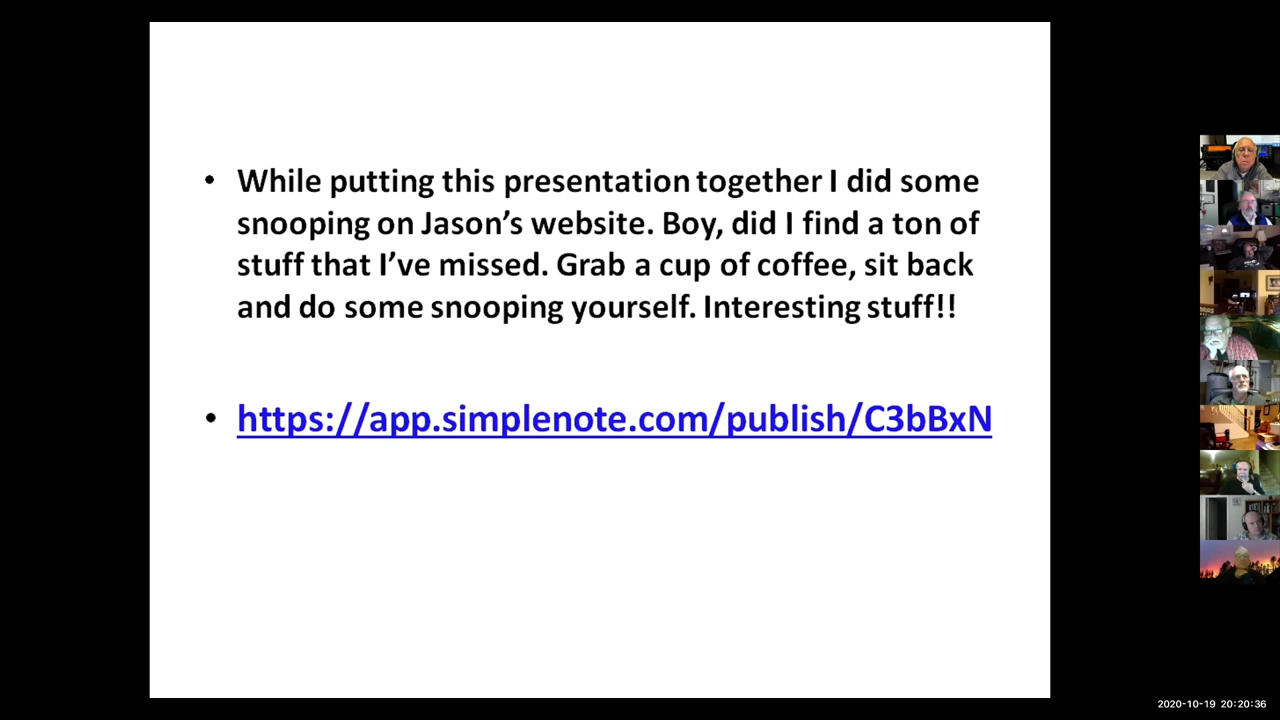 • While putting this presentation together I did some
snooping on Jason’s website. Boy, did I find a ton of
stuff that I’ve missed. Grab a cup of coffee, sit back
and do some snooping yourself. Interesting stuff!!
• https://app.simplenote.com/publish/C3bBxN
2020-10-19 20:20:36